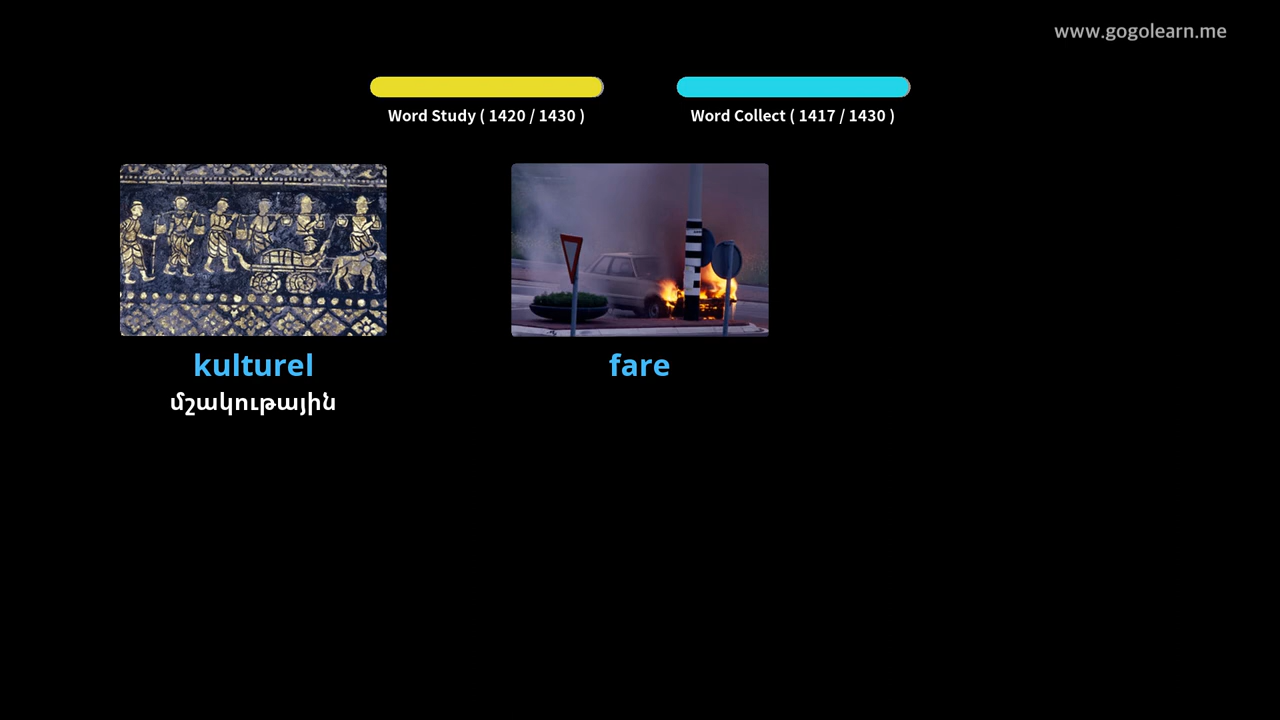 www.gogolearn.me
Word Study ( 1420 / 1430 )
Word Collect ( 1417 / 1430 )
kulturel
մշակութային
fare